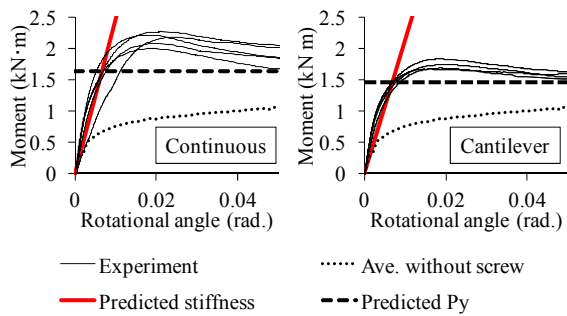 Moment (kN·m)
2.5
2
1.5
1
0.5
0
0 0.02 0.04
Rotational angle (rad.)
Continuous
Moment (kN m)
2.5
2
1.5
1
0.5
0
0 0.02 0.04
Rotational angle (rad.)
Cantilever
Experiment
Ave. without screw
Predicted stiffness
Predicted Py